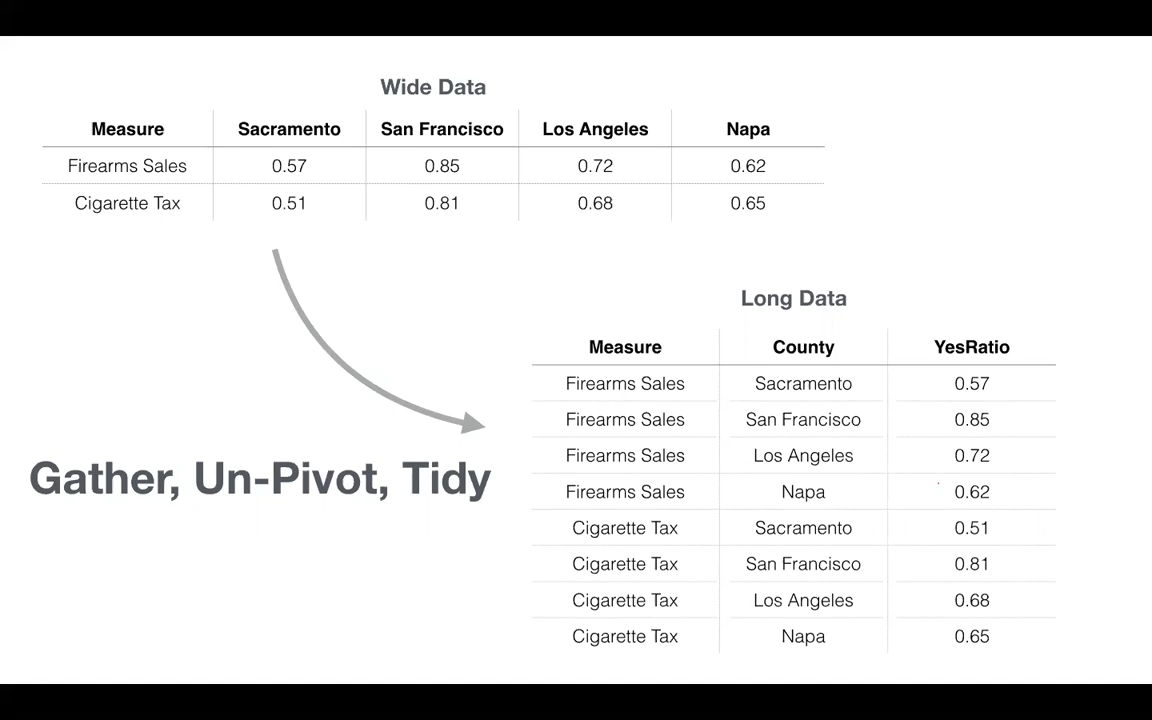 Wide Data
Measure Sacramento San Francisco Los Angeles Napa
Firearms Sales 0.57 0.85 0.72 0.62
Cigarette Tax 0.51 0.81 0.68 0.65
Gather, Un-Pivot, Tidy
Long Data
Measure County YesRatio
Firearms Sales Sacramento 0.57
Firearms Sales San Francisco 0.85
Firearms Sales Los Angeles 0.72
Firearms Sales Napa 0.62
Cigarette Tax Sacramento 0.51
Cigarette Tax San Francisco 0.81
Cigarette Tax Los Angeles 0.68
Cigarette Tax Napa 0.65